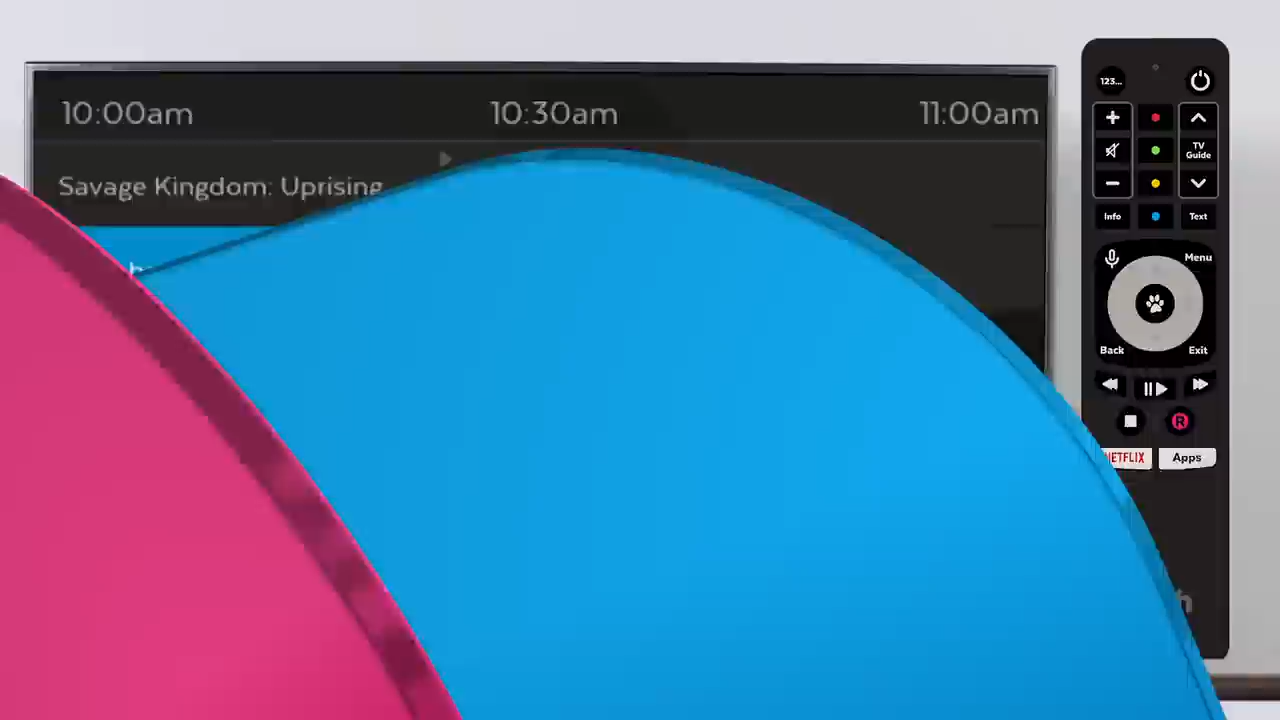 10:00am 10:30am 11:00am
Savage Kingdom: Uprising
123...
TV
Guide
Info Text
Menu
Back Exit
R
NETFLIX Apps
h